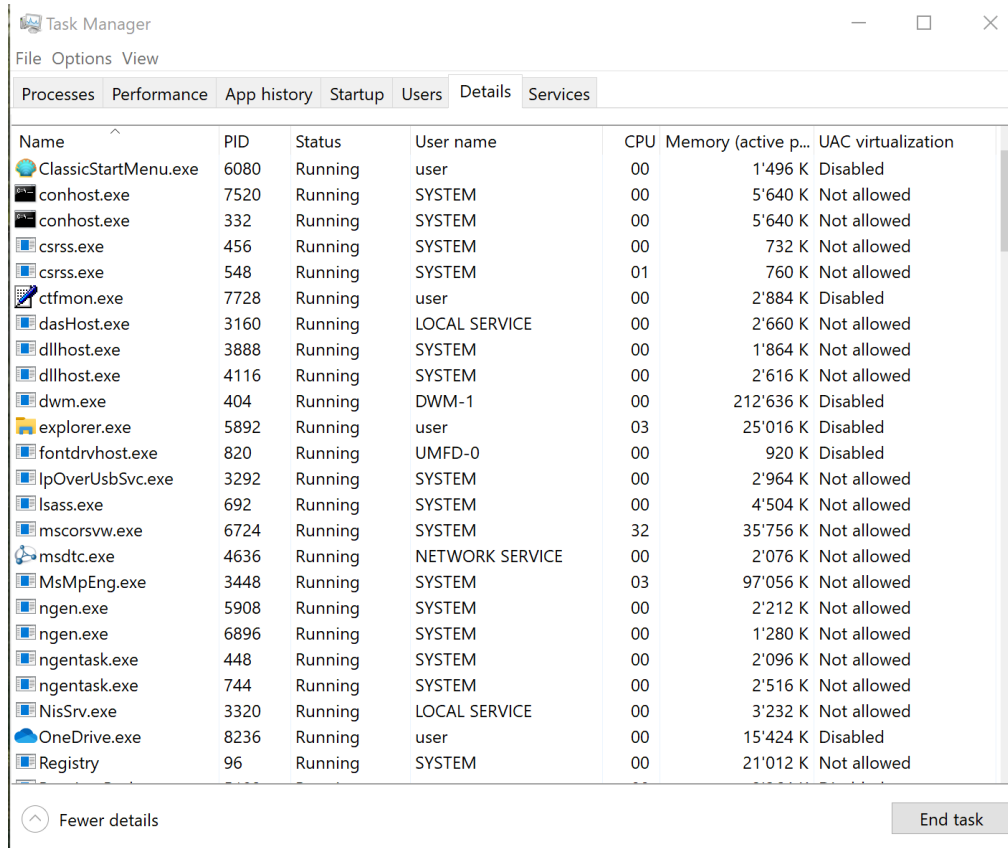 Task Manager
File Options View
Processes Performance App history Startup Users Details Services
Name PID Status User name CPU Memory (active p... UAC virtualization
ClassicStartMenu.exe 6080 Running user 00 1'496 K Disabled
conhost.exe 7520 Running SYSTEM 00 5'640 K Not allowed
conhost.exe 332 Running SYSTEM 00 5'640 K Not allowed
csrss.exe 456 Running SYSTEM 00 732 K Not allowed
csrss.exe 548 Running SYSTEM 01 760 K Not allowed
ctfmon.exe 7728 Running user 00 2'884 K Disabled
dasHost.exe 3160 Running LOCAL SERVICE 00 2'660 K Not allowed
dllhost.exe 3888 Running SYSTEM 00 1'864 K Not allowed
dllhost.exe 4116 Running SYSTEM 00 2'616 K Not allowed
dwm.exe 404 Running DWM-1 00 212'636 K Disabled
explorer.exe 5892 Running user 03 25'016 K Disabled
fontdrvhost.exe 820 Running UMFD-0 00 920 K Disabled
IpOverUsbSvc.exe 3292 Running SYSTEM 00 2'964 K Not allowed
lsass.exe 692 Running SYSTEM 00 4'504 K Not allowed
mscorsvw.exe 6724 Running SYSTEM 32 35'756 K Not allowed
msdtc.exe 4636 Running NETWORK SERVICE 00 2'076 K Not allowed
MsMpEng.exe 3448 Running SYSTEM 03 97'056 K Not allowed
ngen.exe 5908 Running SYSTEM 00 2'212 K Not allowed
ngen.exe 6896 Running SYSTEM 00 1'280 K Not allowed
ngentask.exe 448 Running SYSTEM 00 2'096 K Not allowed
ngentask.exe 744 Running SYSTEM 00 2'516 K Not allowed
NisSrv.exe 3320 Running LOCAL SERVICE 00 3'232 K Not allowed
OneDrive.exe 8236 Running user 00 15'424 K Disabled
Registry 96 Running SYSTEM 00 21'012 K Not allowed
Fewer details End task